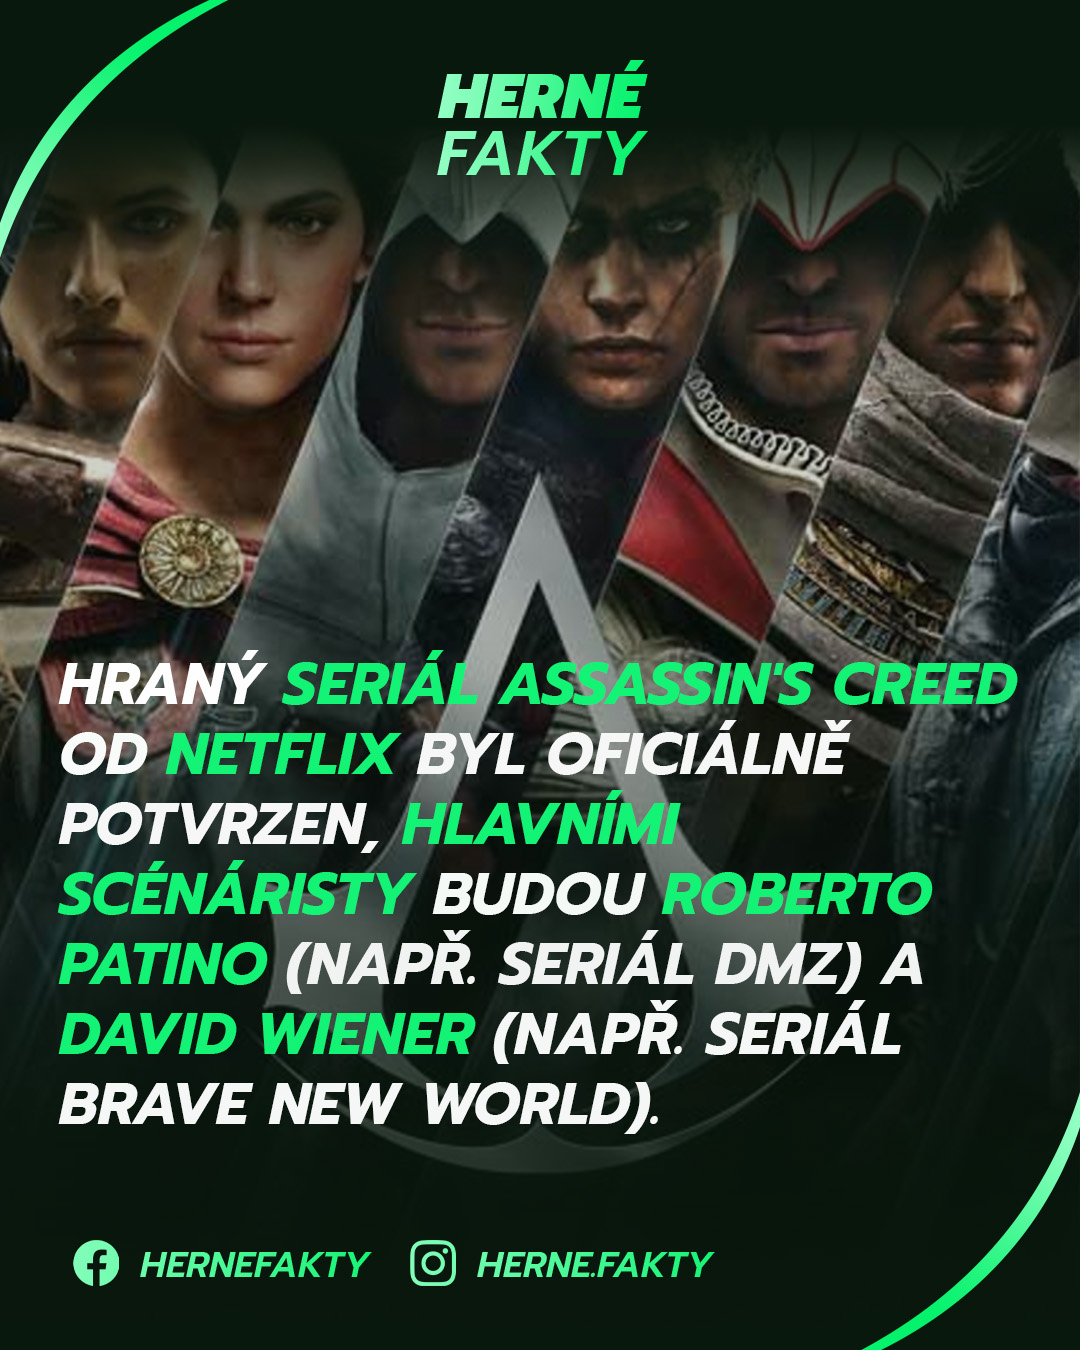 HERNÉ
FAKTY
HRANÝ SERIÁL ASSASSIN'S CREED
OD NETFLIX BYL OFICIÁLNĚ
POTVRZEN, HLAVNÍMI
SCÉNÁRISTY BUDOU ROBERTO
PATINO (NAPŘ. SERIÁL DMZ) A
DAVID WIENER (NAPŘ. SERIÁL
BRAVE NEW WORLD).
HERNEFAKTY HERNE.FAKTY